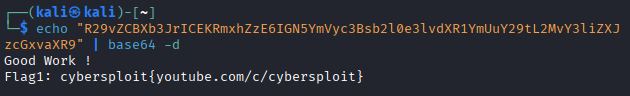 ┌──(kali㉿kali)-[~]
└─$ echo "R29vZCBXb3JrICEKRmxhZzE6IGN5YmVyc3Bsb2l0e3lvdXR1YmUuY29tL2MvY3liZXJ
zcGxvaXR9" | base64 -d
Good Work !
Flag1: cybersploit{youtube.com/c/cybersploit}